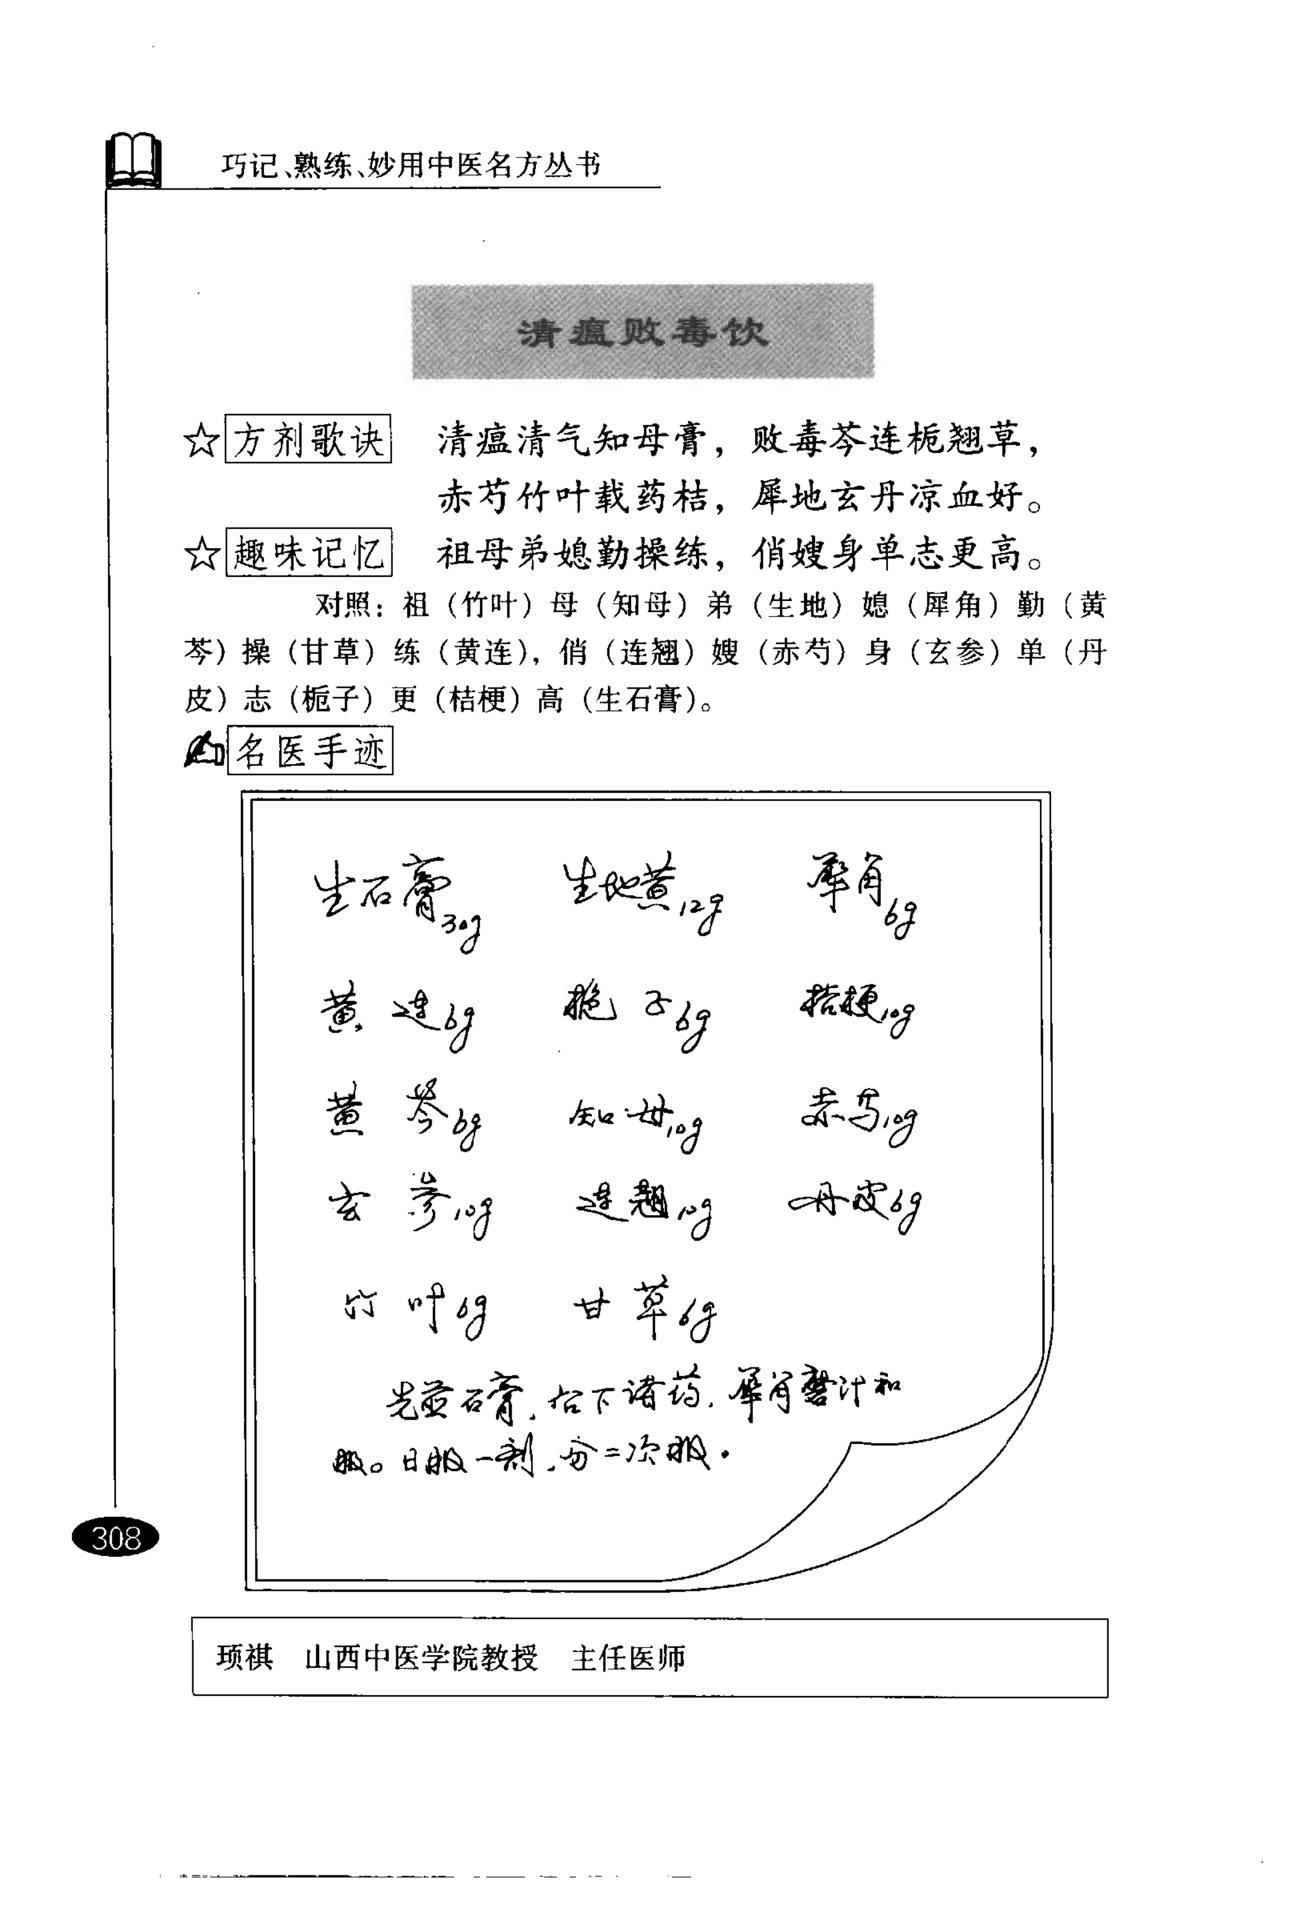 巧记、熟练、妙用中医名方丛书
清瘟败毒饮
☆方剂歌诀 清瘟清气知母膏，败毒芩连栀翘草，
赤芍竹叶载药桔，犀地玄丹凉血好。
☆趣味记忆 祖母弟媳勤操练，俏嫂身单志更高。
对照：祖（竹叶）母（知母）弟（生地）媳（犀角）勤（黄
芩）操（甘草）练（黄连），俏（连翘）嫂（赤芍）身（玄参）单（丹
皮）志（栀子）更（桔梗）高（生石膏）。
名医手迹
生石膏30g 生地黄12g 犀角6g
黄连6g 栀子6g 桔梗10g
黄芩6g 知母10g 赤芍10g
玄参10g 连翘10g 丹皮6g
竹叶6g 甘草6g
先煎石膏，后下诸药，犀角磨汁和
服。日服一剂，分二次服。
308
顼祺 山西中医学院教授 主任医师